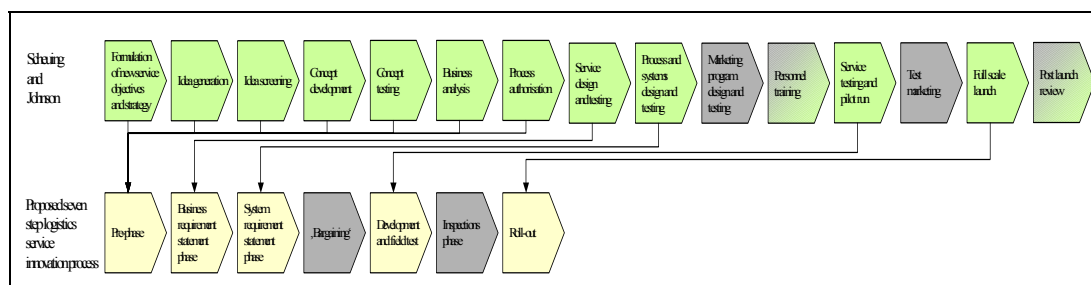 Scheuing
and
Johnson
Formulation
of new service
objectives
and strategy
Idea generation
Idea screening
Concept
development
Concept
testing
Business
analysis
Process
authorisation
Service
design
and testing
Process and
systems
design and
testing
Marketing
program
design and
testing
Personnel
training
Service
testing and
pilot run
Test
marketing
Full scale
launch
Post launch
review
Proposed seven
step logistics
service
innovation process
Pre-phase
Business
requirement
statement
phase
System
requirement
statement
phase
‚Bargaining‘
Development
and field test
Inspections
phase
Roll-out